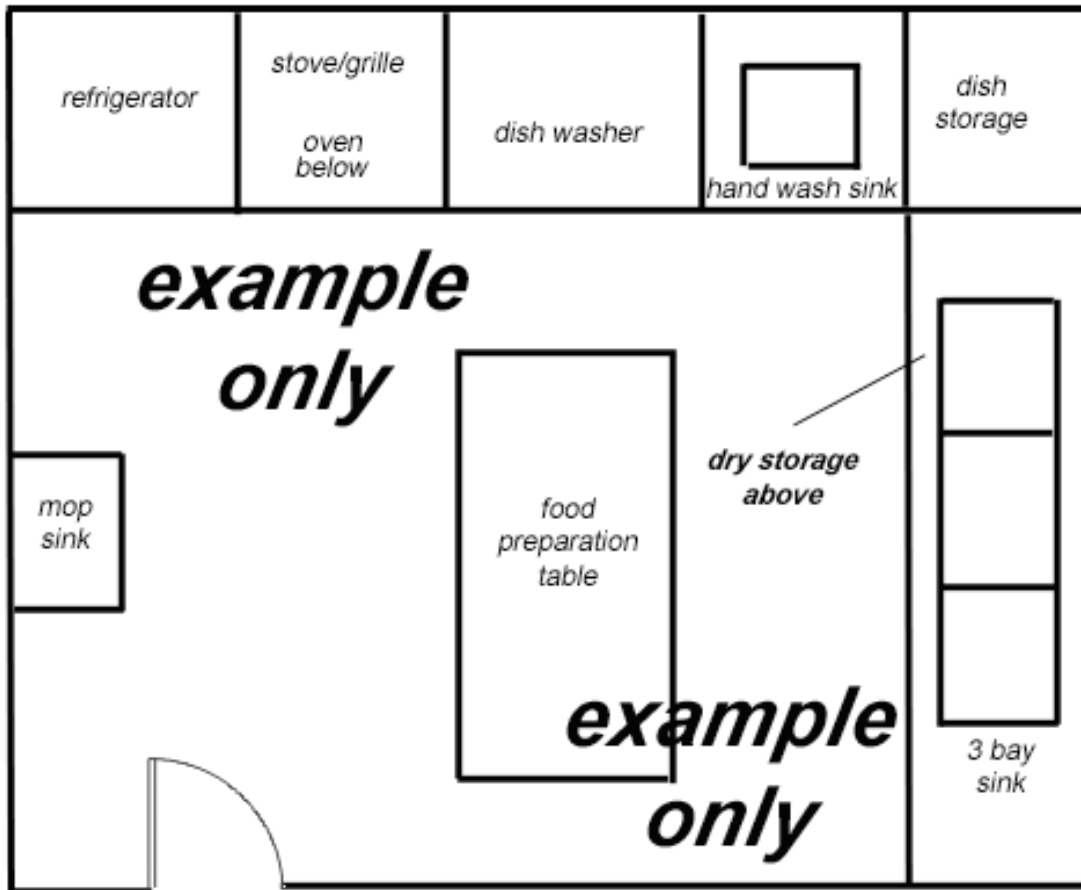 refrigerator
stove/grille
oven
below
dish washer
hand wash sink
dish
storage
example
only
dry storage
above
mop
sink
food
preparation
table
example
only
3 bay
sink